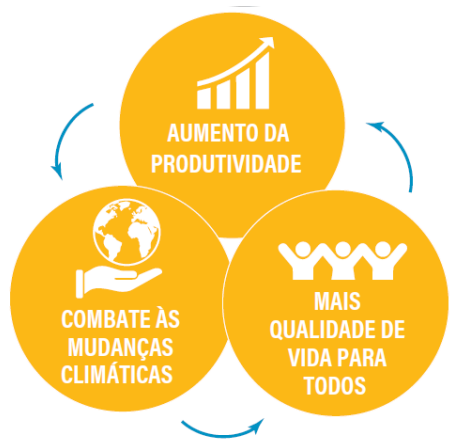 AUMENTO DA
PRODUTIVIDADE
COMBATE ÀS
MUDANÇAS
CLIMÁTICAS
MAIS
QUALIDADE DE
VIDA PARA
TODOS